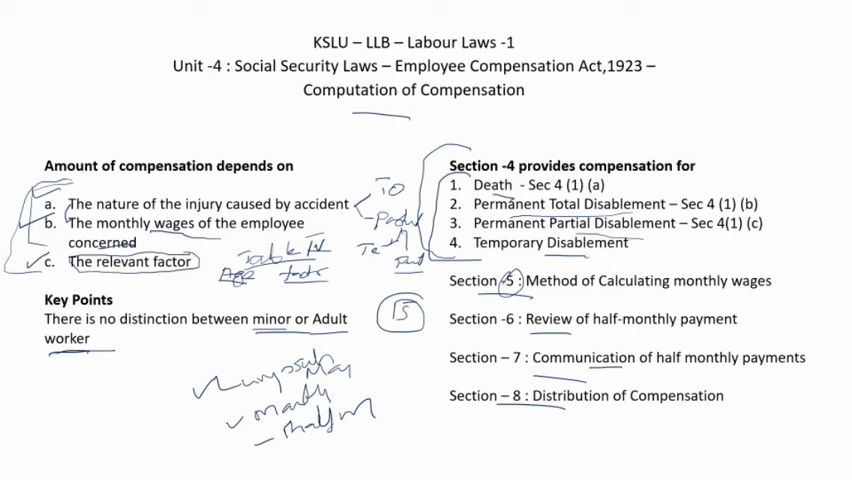 KSLU – LLB – Labour Laws -1
Unit -4 : Social Security Laws – Employee Compensation Act,1923 –
Computation of Compensation
Amount of compensation depends on
a. The nature of the injury caused by accident
b. The monthly wages of the employee
concerned
c. The relevant factor
Table IV
Age factor
Key Points
There is no distinction between minor or Adult
worker
15
Section -4 provides compensation for
1. Death - Sec 4 (1) (a)
2. Permanent Total Disablement – Sec 4 (1) (b)
3. Permanent Partial Disablement – Sec 4(1) (c)
4. Temporary Disablement
Section -5 : Method of Calculating monthly wages
Section -6 : Review of half-monthly payment
Section – 7 : Communication of half monthly payments
Section – 8 : Distribution of Compensation